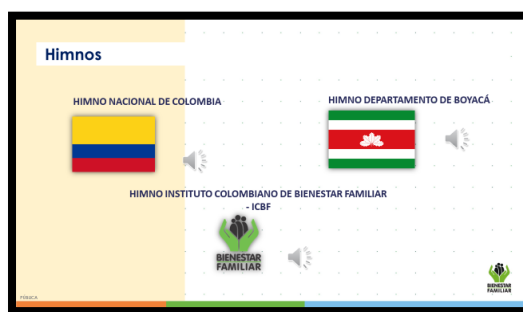 Himnos
HIMNO NACIONAL DE COLOMBIA
HIMNO DEPARTAMENTO DE BOYACÁ
HIMNO INSTITUTO COLOMBIANO DE BIENESTAR FAMILIAR
- ICBF
BIENESTAR
FAMILIAR
BIENESTAR
FAMILIAR
PÚBLICA